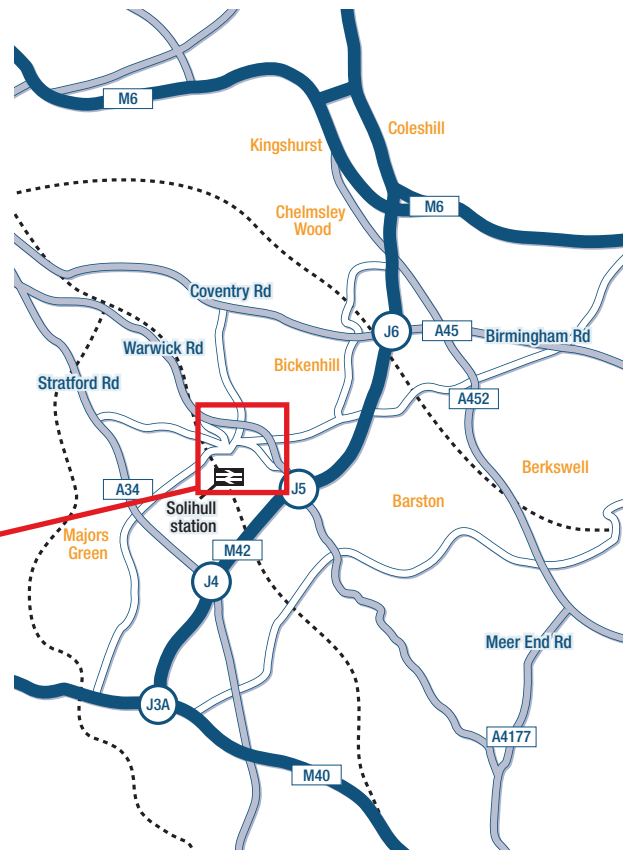 M6
Coleshill
Kingshurst
M6
Chelmsley
Wood
Coventry Rd
J6
A45
Birmingham Rd
Warwick Rd
Bickenhill
Stratford Rd
A452
Berkswell
A34
J5
Barston
Solihull
station
Majors
Green
M42
J4
Meer End Rd
J3A
A4177
M40